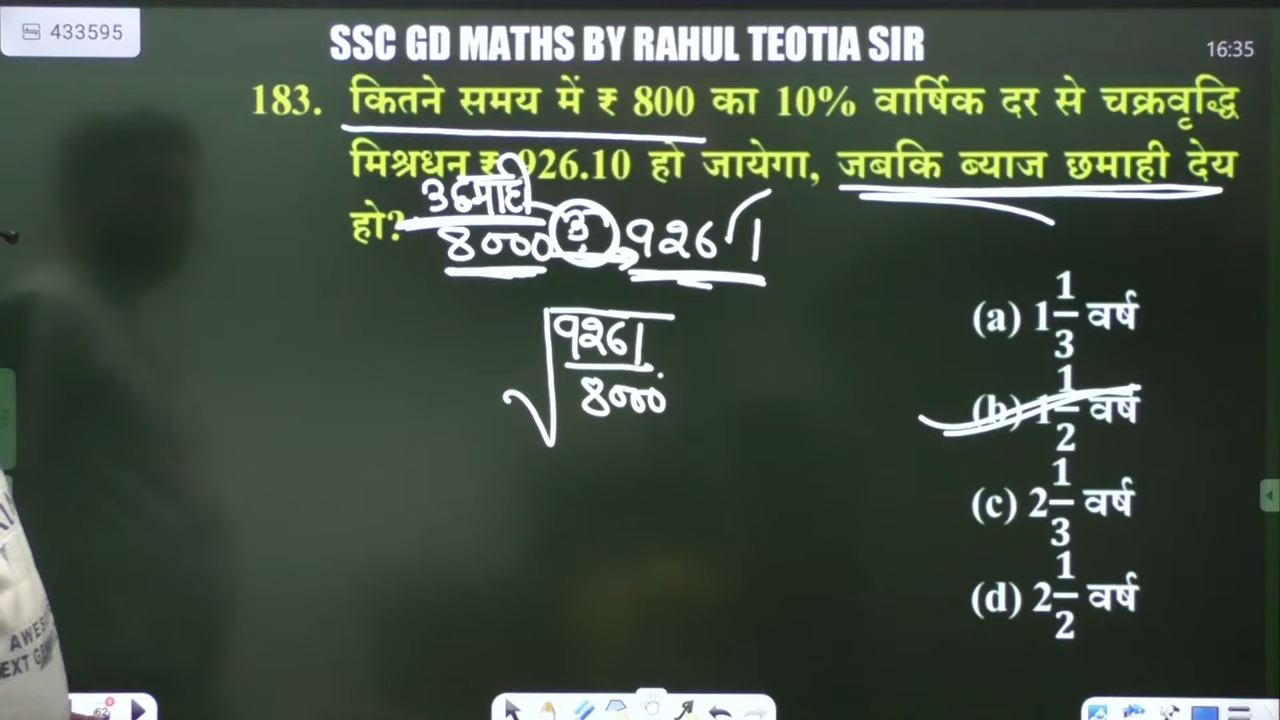 433595
SSC GD MATHS BY RAHUL TEOTIA SIR
16:35
183. कितने समय में ₹ 800 का 10% वार्षिक दर से चक्रवृद्धि
मिश्रधन ₹ 926.10 हो जायेगा, जबकि ब्याज छमाही देय
हो?
3 छमाही
8000 3 9261
9261
8000
(a) 1 1/3 वर्ष
(b) 1 1/2 वर्ष
(c) 2 1/3 वर्ष
(d) 2 1/2 वर्ष
62